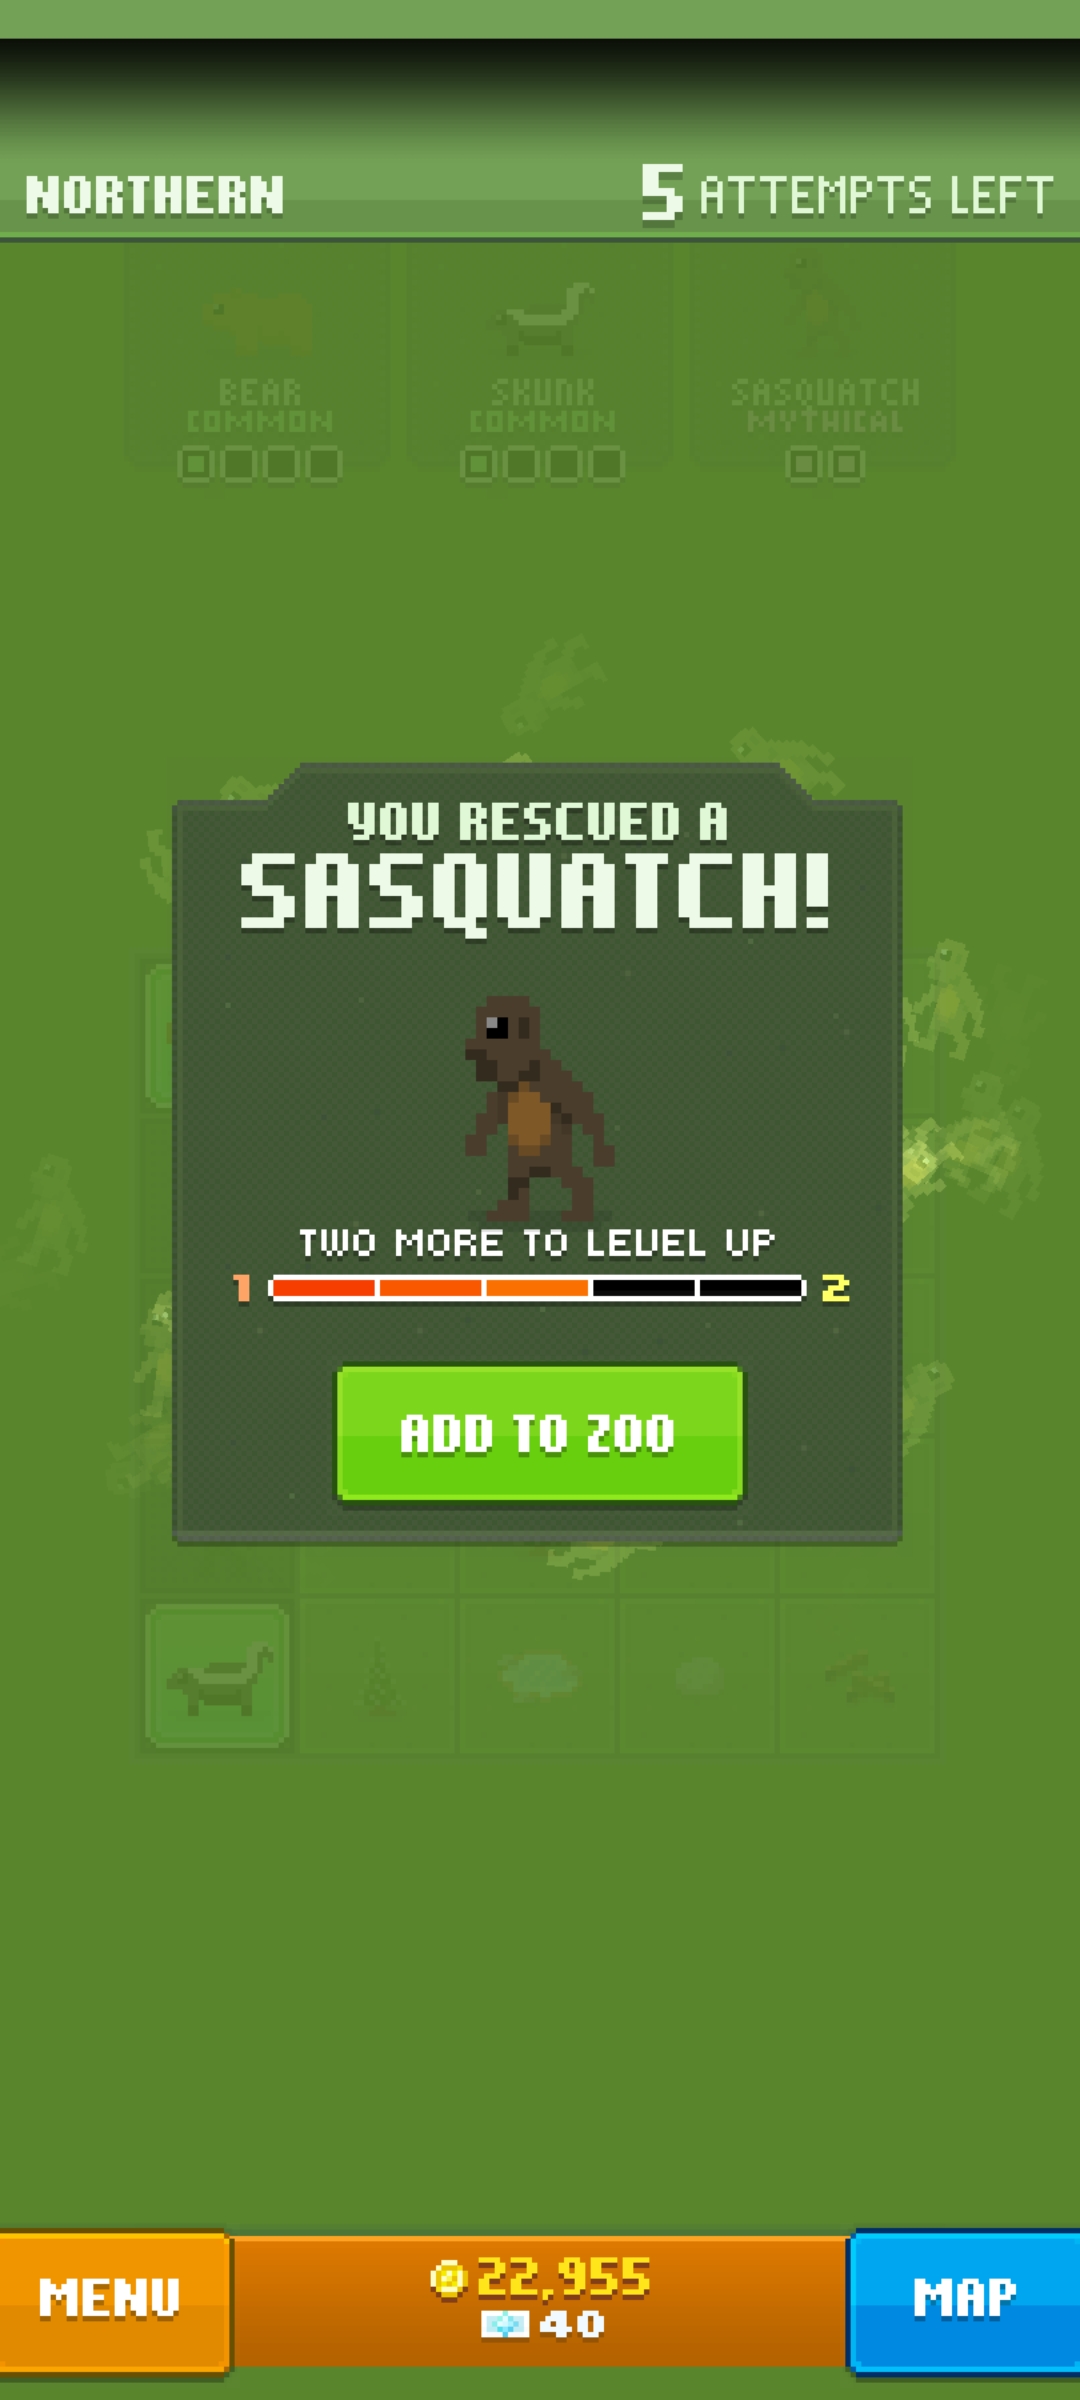 NORTHERN
5 ATTEMPTS LEFT
BEAR
COMMON
SKUNK
COMMON
SASQUATCH
MYTHICAL
YOU RESCUED A
SASQUATCH!
TWO MORE TO LEVEL UP
1 2
ADD TO ZOO
MENU
22,955
40
MAP